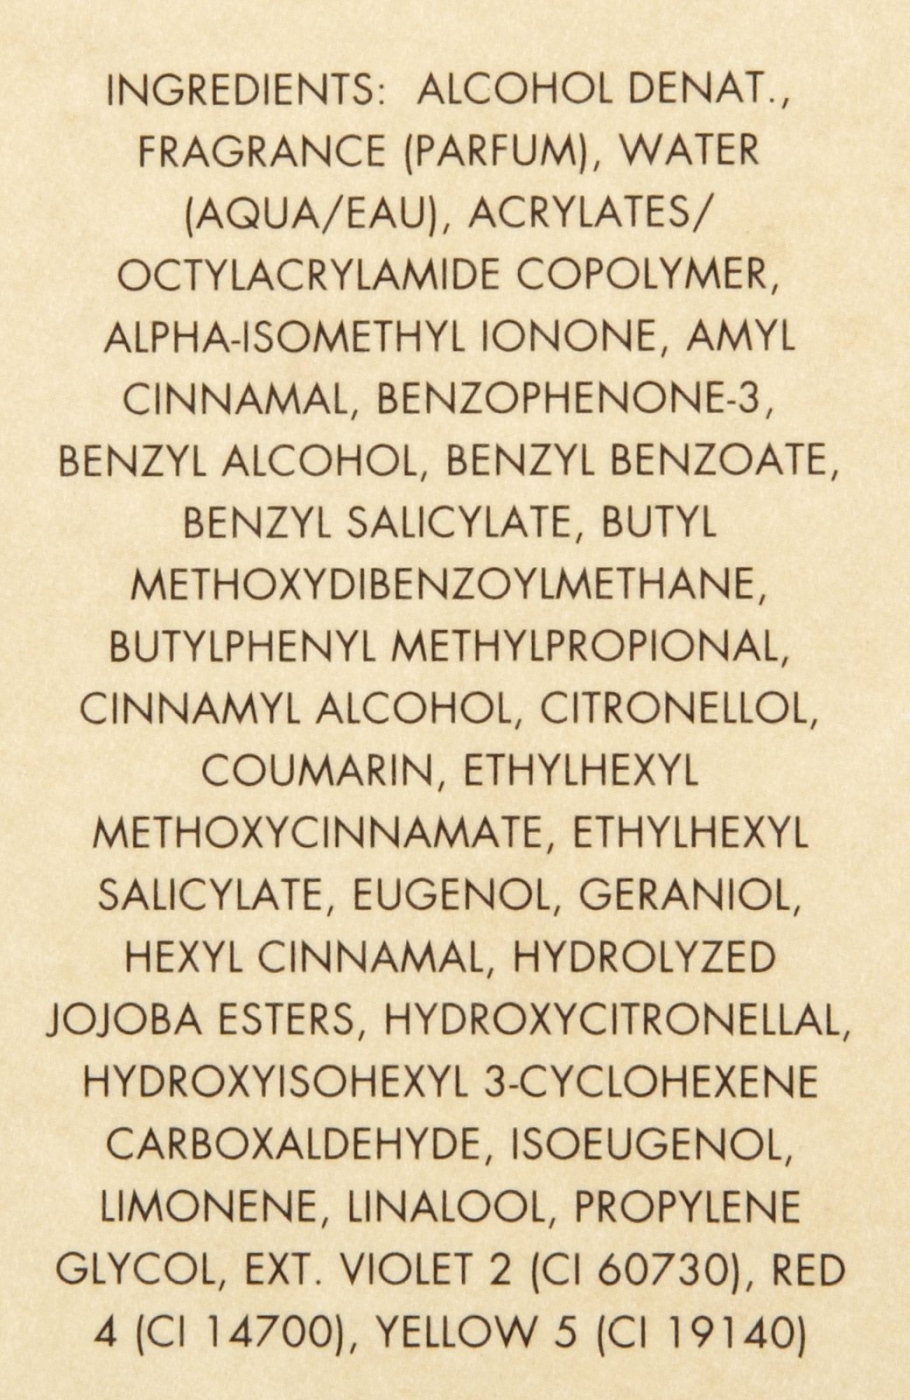 INGREDIENTS: ALCOHOL DENAT.,
FRAGRANCE (PARFUM), WATER
(AQUA/EAU), ACRYLATES/
OCTYLACRYLAMIDE COPOLYMER,
ALPHA-ISOMETHYL IONONE, AMYL
CINNAMAL, BENZOPHENONE-3,
BENZYL ALCOHOL, BENZYL BENZOATE,
BENZYL SALICYLATE, BUTYL
METHOXYDIBENZOYLMETHANE,
BUTYLPHENYL METHYLPROPIONAL,
CINNAMYL ALCOHOL, CITRONELLOL,
COUMARIN, ETHYLHEXYL
METHOXYCINNAMATE, ETHYLHEXYL
SALICYLATE, EUGENOL, GERANIOL,
HEXYL CINNAMAL, HYDROLYZED
JOJOBA ESTERS, HYDROXYCITRONELLAL,
HYDROXYISOHEXYL 3-CYCLOHEXENE
CARBOXALDEHYDE, ISOEUGENOL,
LIMONENE, LINALOOL, PROPYLENE
GLYCOL, EXT. VIOLET 2 (CI 60730), RED
4 (CI 14700), YELLOW 5 (CI 19140)